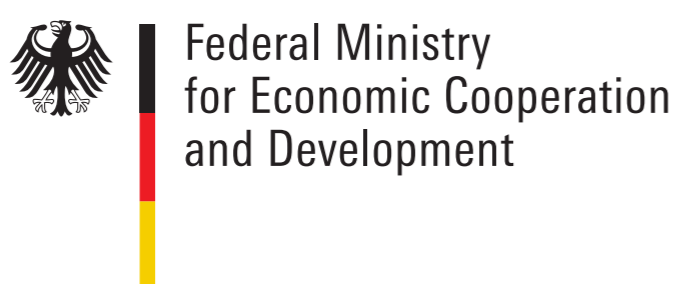 Federal Ministry
for Economic Cooperation
and Development